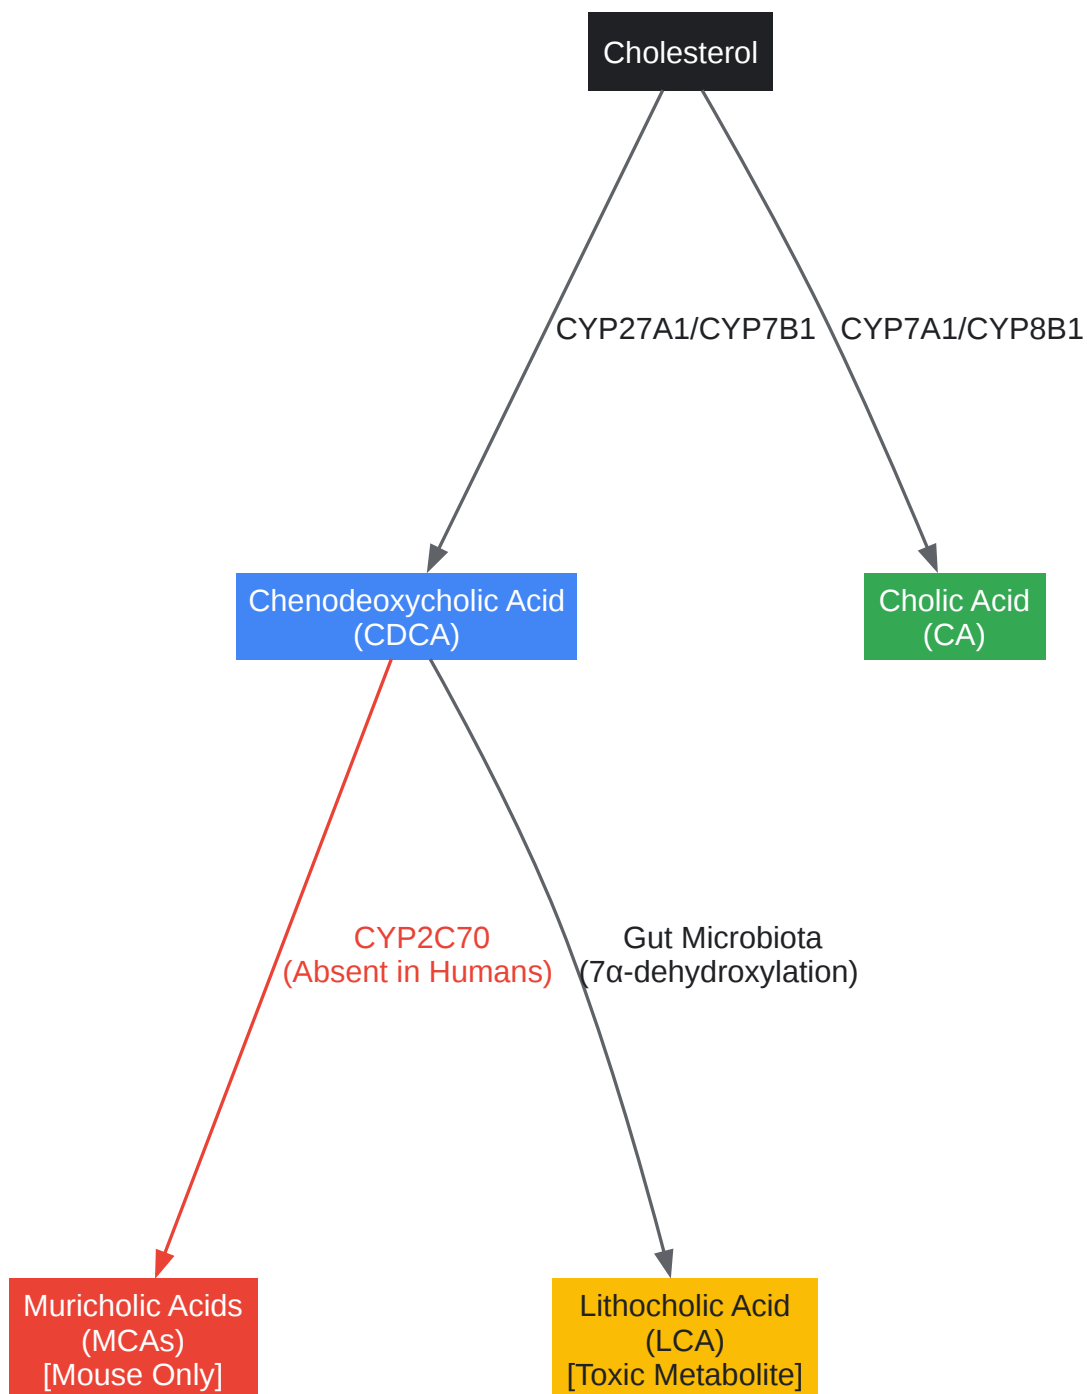 Cholesterol
CYP27A1/CYP7B1
CYP7A1/CYP8B1
Chenodeoxycholic Acid
(CDCA)
Cholic Acid
(CA)
CYP2C70
(Absent in Humans)
Gut Microbiota
(7α-dehydroxylation)
Muricholic Acids
(MCAs)
[Mouse Only]
Lithocholic Acid
(LCA)
[Toxic Metabolite]